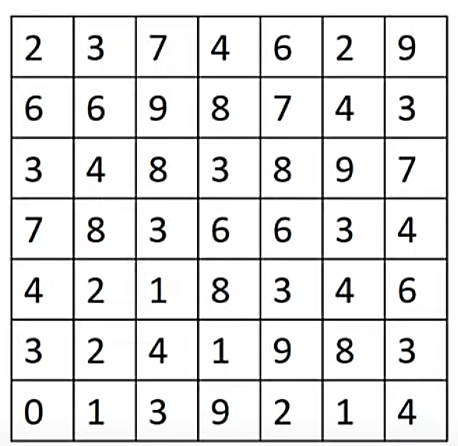 2 3 7 4 6 2 9
6 6 9 8 7 4 3
3 4 8 3 8 9 7
7 8 3 6 6 3 4
4 2 1 8 3 4 6
3 2 4 1 9 8 3
0 1 3 9 2 1 4